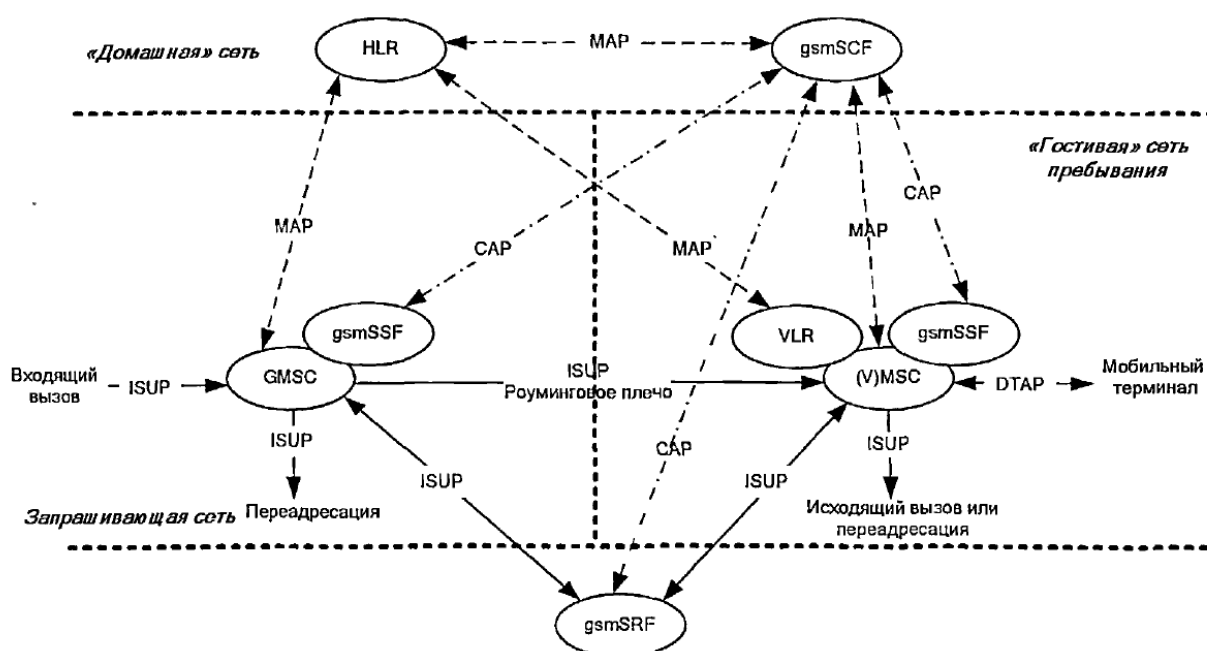 «Домашная» сеть
HLR
MAP
gsmSCF
«Гостивая» сеть
пребывания
MAP
CAP
MAP
MAP
CAP
gsmSSF
VLR
gsmSSF
Входящий
вызов
ISUP
GMSC
ISUP
Роуминговое плечо
(V)MSC
DTAP
Мобильный
терминал
ISUP
CAP
ISUP
ISUP
ISUP
Запрашивающая сеть
Переадресация
Исходящий вызов или
переадресация
gsmSRF